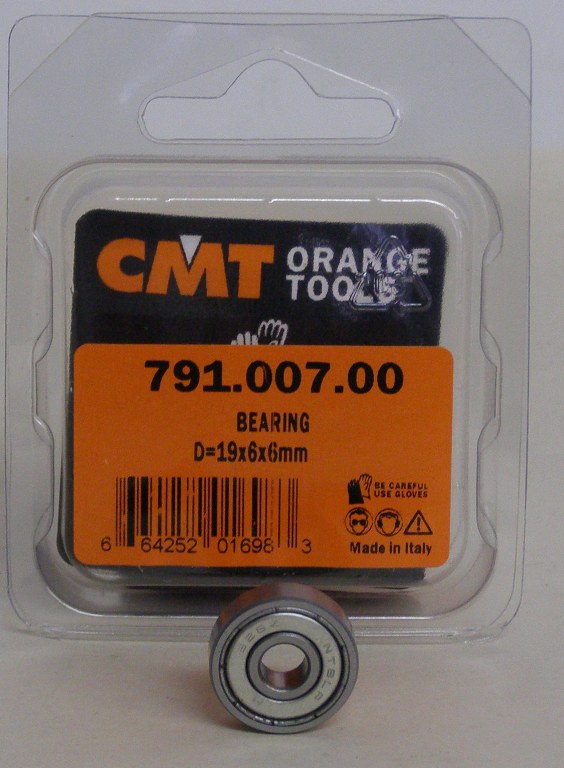 CMT ORANGE
TOOLS
791.007.00
BEARING
D=19x6x6mm
BE CAREFUL
USE GLOVES
6 64252 01698 3
Made in Italy
626Z